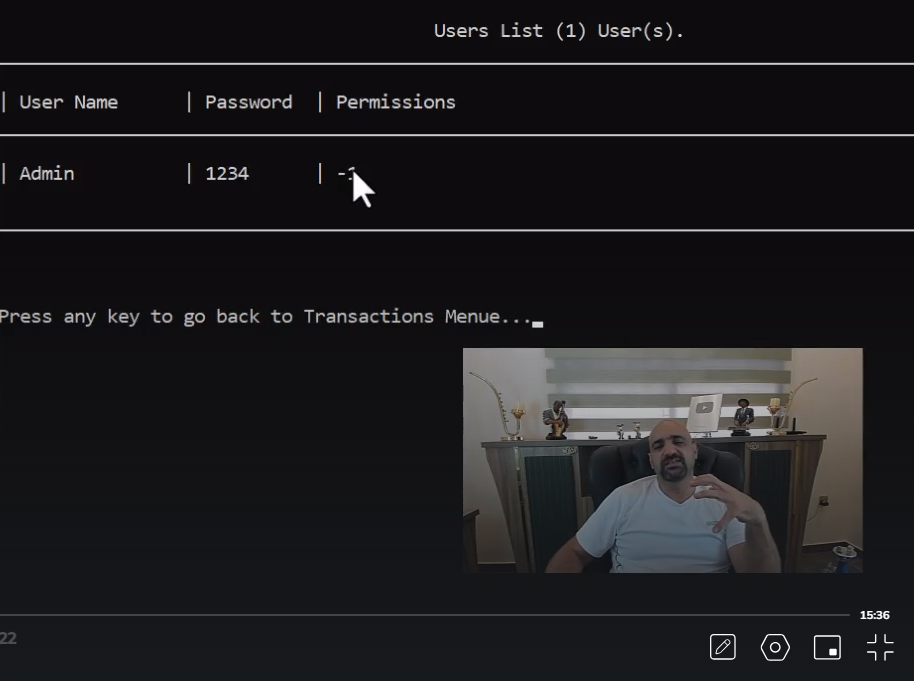 Users List (1) User(s).
| User Name | Password | Permissions
| Admin | 1234 | -1
Press any key to go back to Transactions Menue...
15:36
22